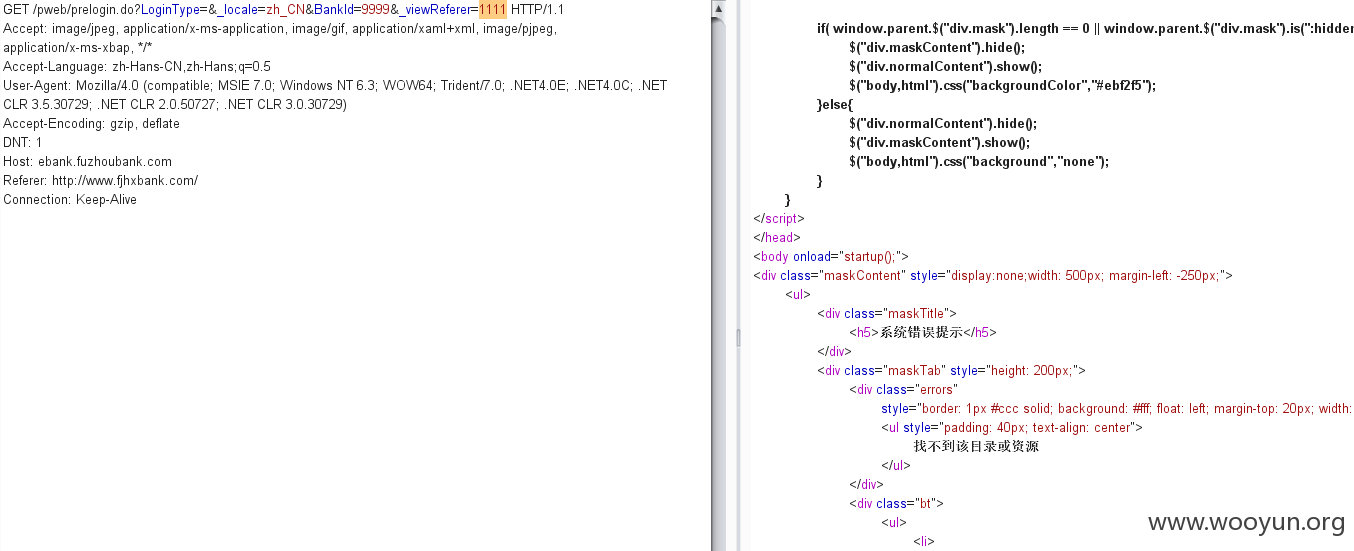 GET /pweb/prelogin.do?LoginType=&_locale=zh_CN&BankId=9999&_viewReferer=1111 HTTP/1.1
Accept: image/jpeg, application/x-ms-application, image/gif, application/xaml+xml, image/pjpeg,
application/x-ms-xbap, */*
Accept-Language: zh-Hans-CN,zh-Hans;q=0.5
User-Agent: Mozilla/4.0 (compatible; MSIE 7.0; Windows NT 6.3; WOW64; Trident/7.0; .NET4.0E; .NET4.0C; .NET
CLR 3.5.30729; .NET CLR 2.0.50727; .NET CLR 3.0.30729)
Accept-Encoding: gzip, deflate
DNT: 1
Host: ebank.fuzhoubank.com
Referer: http://www.fjhxbank.com/
Connection: Keep-Alive
if( window.parent.$("div.mask").length == 0 || window.parent.$("div.mask").is(":hidden
$("div.maskContent").hide();
$("div.normalContent").show();
$("body,html").css("backgroundColor","#ebf2f5");
}else{
$("div.normalContent").hide();
$("div.maskContent").show();
$("body,html").css("background","none");
}
}
</script>
</head>
<body onload="startup();">
<div class="maskContent" style="display:none;width: 500px; margin-left: -250px;">
<ul>
<div class="maskTitle">
<h5>系统错误提示</h5>
</div>
<div class="maskTab" style="height: 200px;">
<div class="errors"
style="border: 1px #ccc solid; background: #fff; float: left; margin-top: 20px; width:
<ul style="padding: 40px; text-align: center">
找不到该目录或资源
</ul>
</div>
<div class="bt">
<ul>
<li>
www.wooyun.org